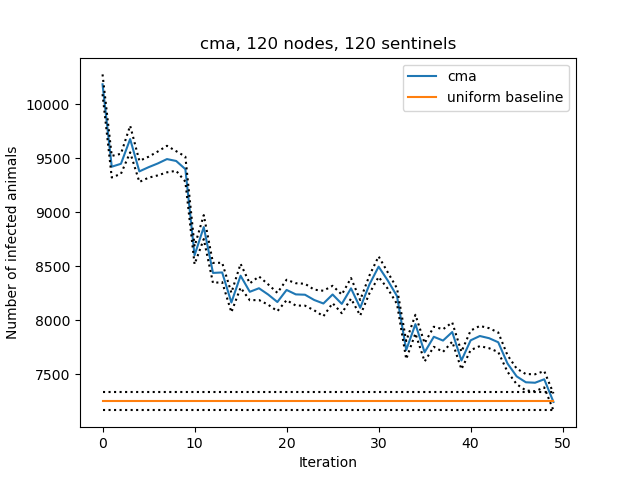 cma, 120 nodes, 120 sentinels
cma
uniform baseline
Number of infected animals
10000
9500
9000
8500
8000
7500
0
10
20
30
40
50
Iteration